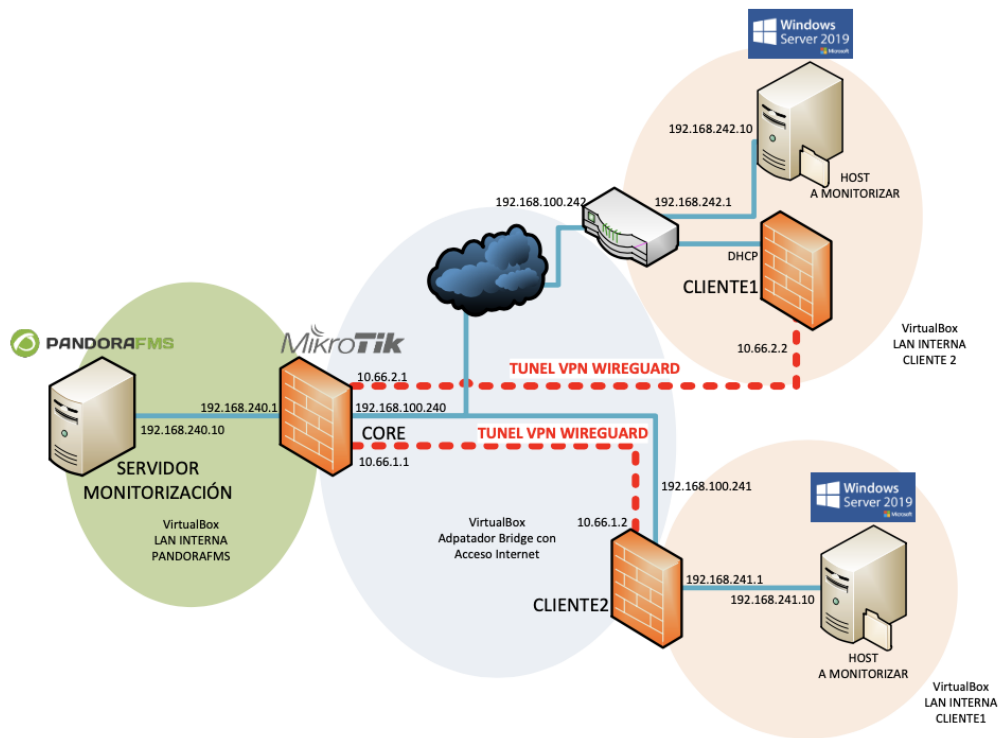 Windows
Server 2019
Microsoft
192.168.242.10
HOST
A MONITORIZAR
192.168.100.242
192.168.242.1
DHCP
CLIENTE1
VirtualBox
LAN INTERNA
CLIENTE 2
10.66.2.2
PANDORAFMS
MikroTik
TUNEL VPN WIREGUARD
10.66.2.1
192.168.240.1
192.168.100.240
192.168.240.10
CORE
TUNEL VPN WIREGUARD
10.66.1.1
SERVIDOR
MONITORIZACIÓN
VirtualBox
LAN INTERNA
PANDORAFMS
VirtualBox
Adpatador Bridge con
Acceso Internet
192.168.100.241
10.66.1.2
Windows
Server 2019
Microsoft
CLIENTE2
192.168.241.1
192.168.241.10
HOST
A MONITORIZAR
VirtualBox
LAN INTERNA
CLIENTE1